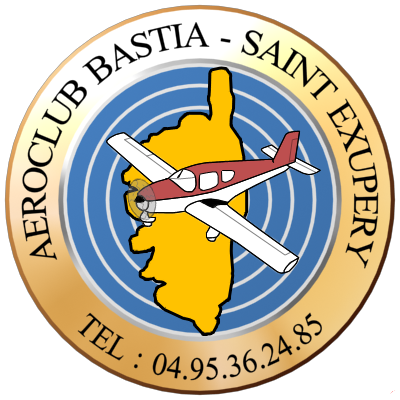 AEROCLUB BASTIA - SAINT EXUPERY
TEL : 04.95.36.24.85